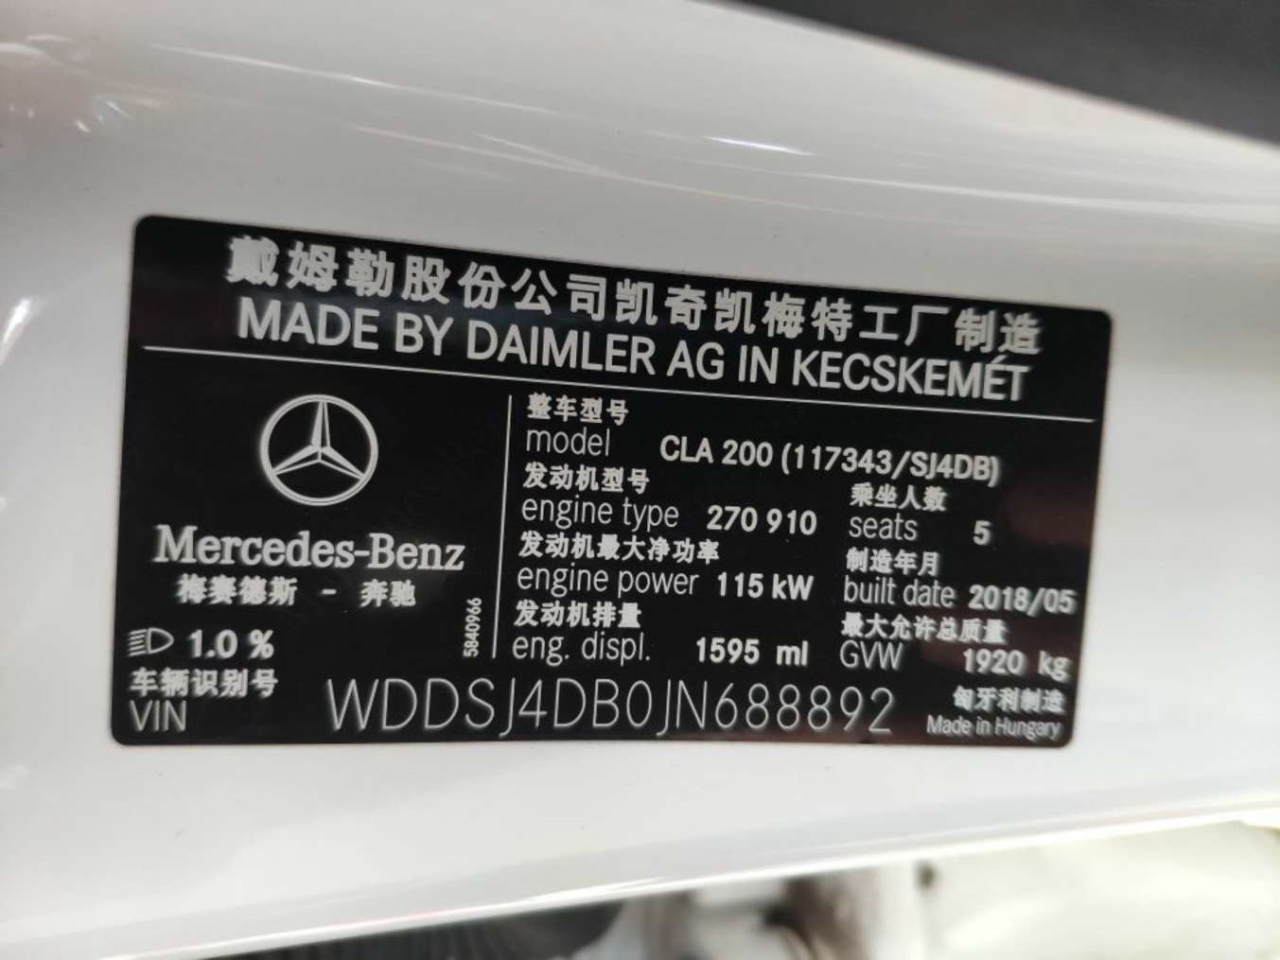 戴姆勒股份公司凯奇凯梅特工厂制造
MADE BY DAIMLER AG IN KECSKEMÉT
Mercedes-Benz
梅赛德斯 - 奔驰
1.0 %
5840966
整车型号
model CLA 200 (117343/SJ4DB)
发动机型号 乘坐人数
engine type 270 910 seats 5
发动机最大净功率 制造年月
engine power 115 kW built date 2018/05
发动机排量 最大允许总质量
eng. displ. 1595 ml GVW 1920 kg
车辆识别号 匈牙利制造
VIN WDDSJ4DB0JN688892 Made in Hungary